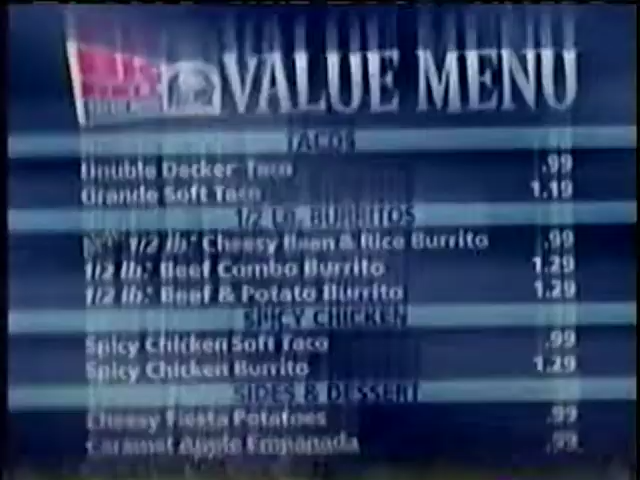 VALUE MENU
TACOS
Double Decker Taco .99
Grande Soft Taco 1.19
1/2 LB. BURRITOS
1/2 lb.* Cheesy Bean & Rice Burrito .99
1/2 lb.* Beef Combo Burrito 1.29
1/2 lb.* Beef & Potato Burrito 1.29
SPICY CHICKEN
Spicy Chicken Soft Taco .99
Spicy Chicken Burrito 1.29
SIDES & DESSERT
Cheesy Fiesta Potatoes .99
Caramel Apple Empanada .99